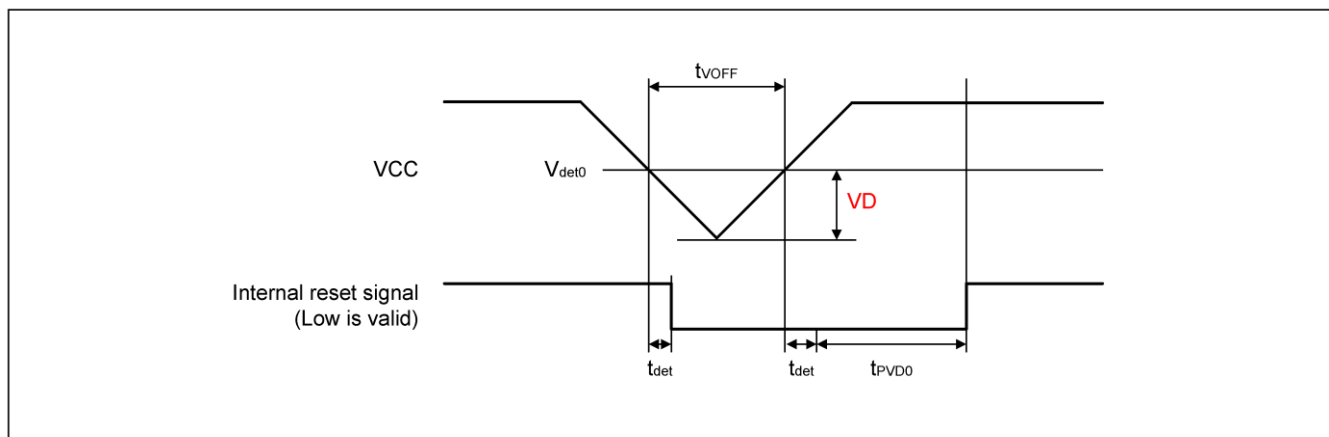 tVOFF
VCC
Vdet0
VD
Internal reset signal
(Low is valid)
tdet
tdet
tPVD0